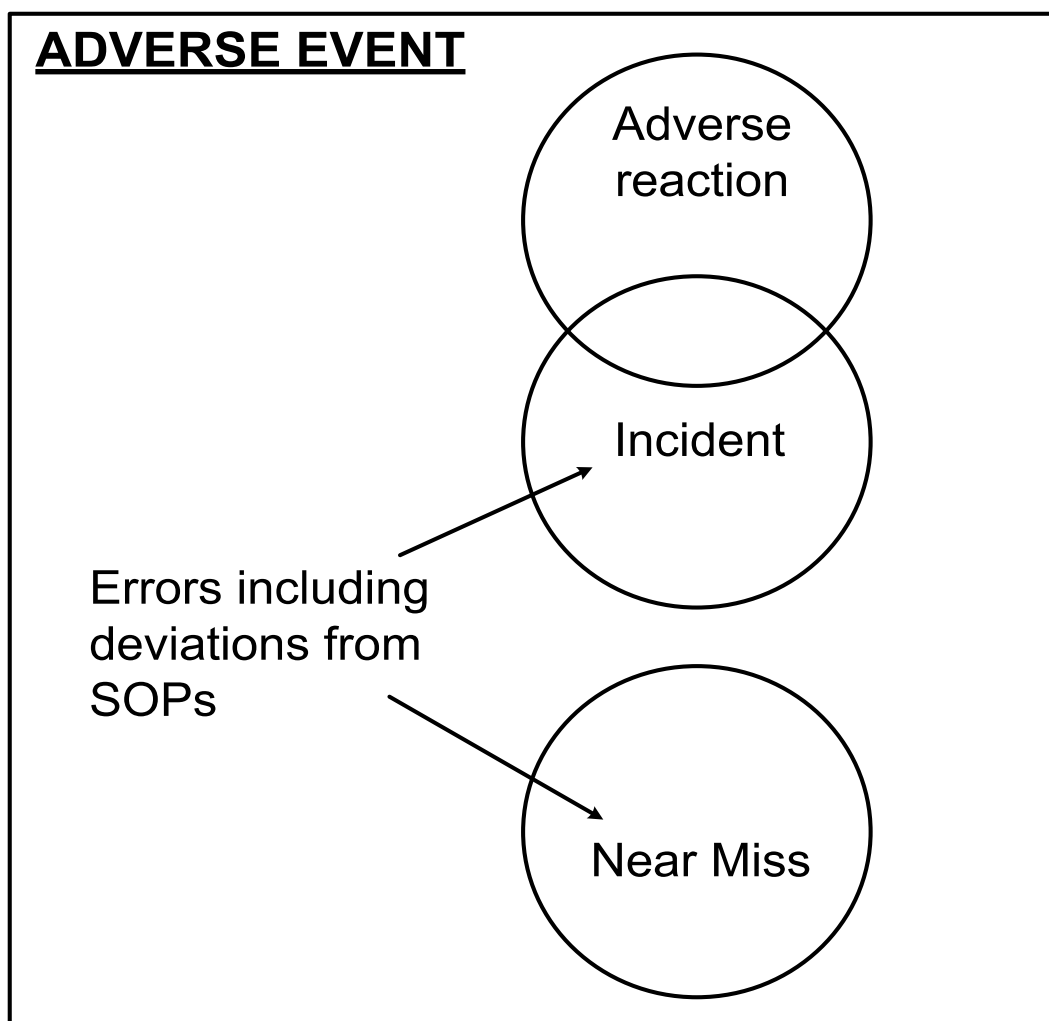 ADVERSE EVENT
Adverse
reaction
Incident
Errors including
deviations from
SOPs
Near Miss